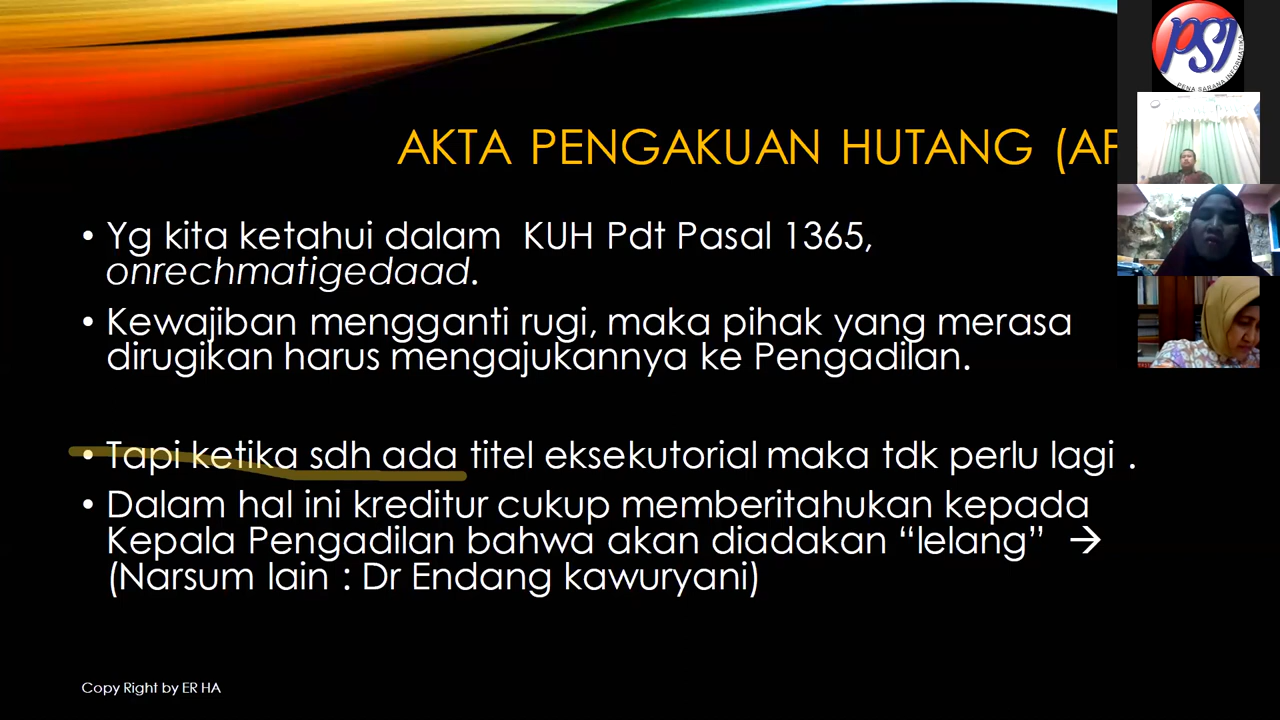 AKTA PENGAKUAN HUTANG (AP
• Yg kita ketahui dalam KUH Pdt Pasal 1365,
onrechmatigedaad.
• Kewajiban mengganti rugi, maka pihak yang merasa
dirugikan harus mengajukannya ke Pengadilan.
• Tapi ketika sdh ada titel eksekutorial maka tdk perlu lagi .
• Dalam hal ini kreditur cukup memberitahukan kepada
Kepala Pengadilan bahwa akan diadakan “lelang” →
(Narsum lain : Dr Endang kawuryani)
Copy Right by ER HA
PSI
PENA SARANA INFORMATIKA